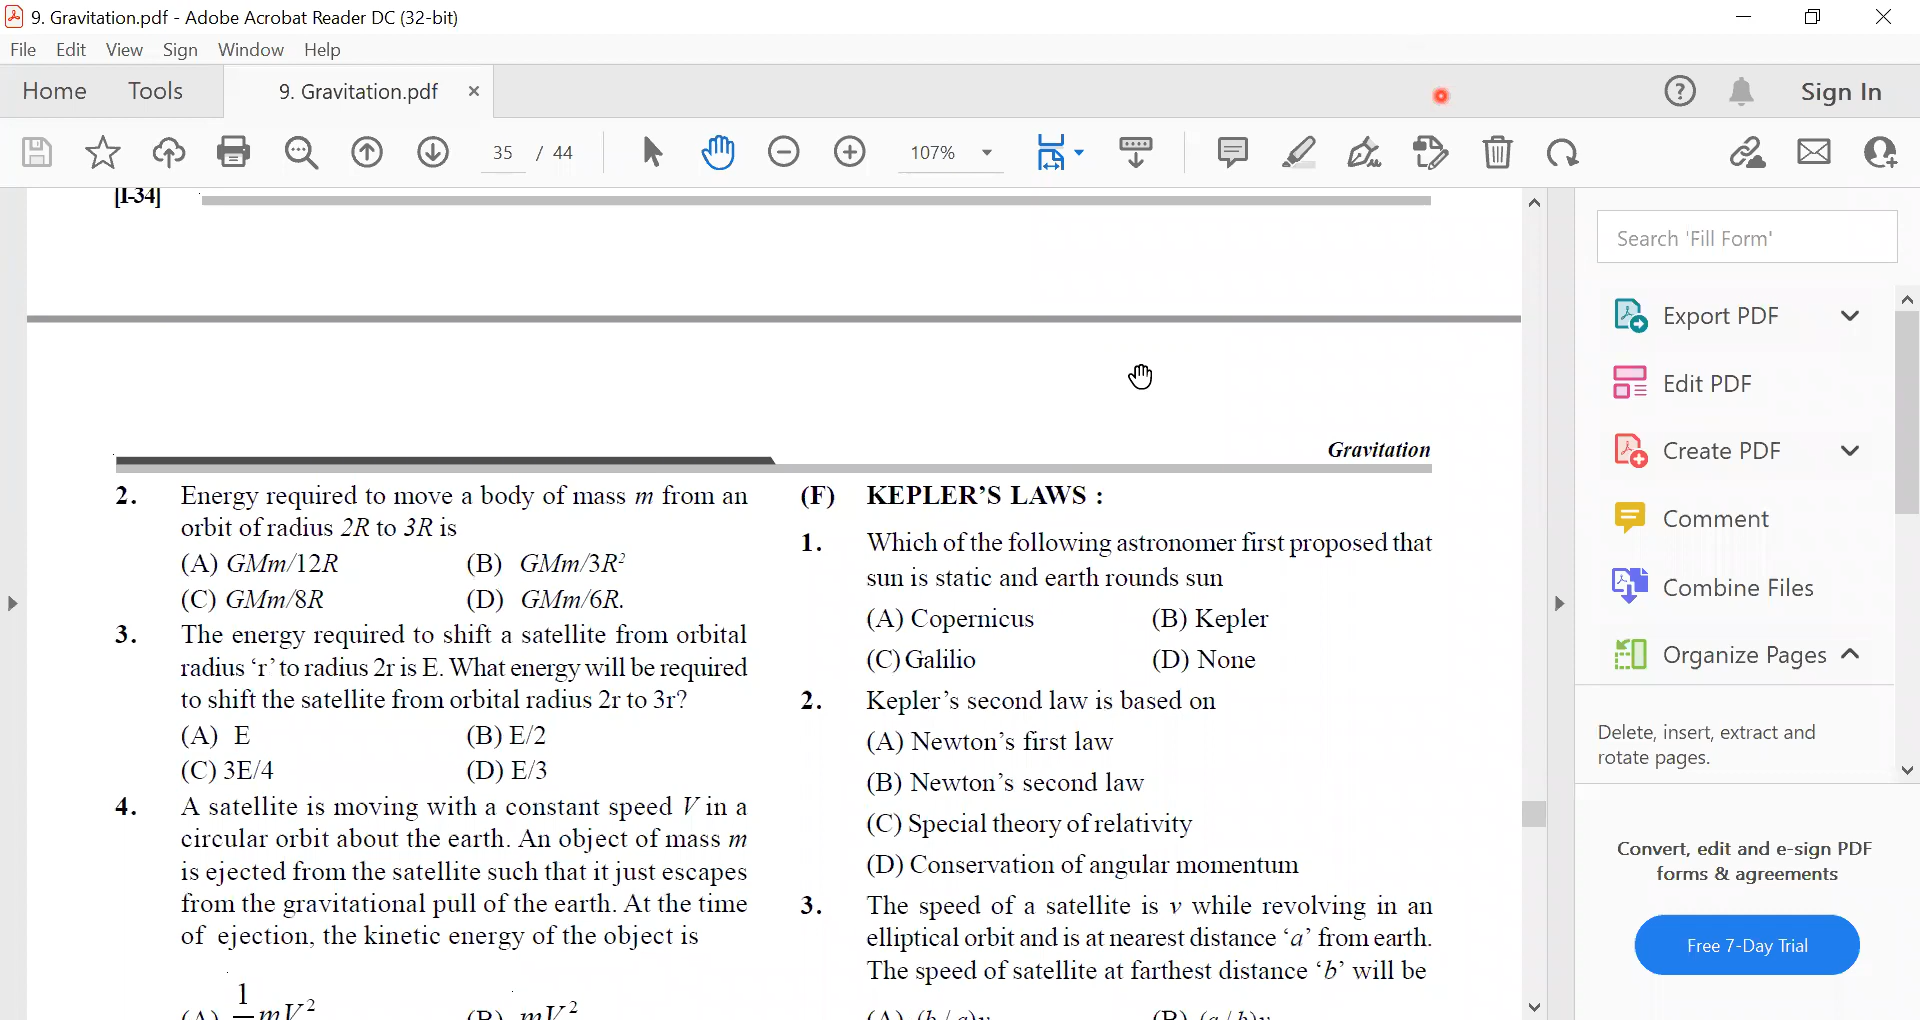 9. Gravitation.pdf - Adobe Acrobat Reader DC (32-bit)
File Edit View Sign Window Help
Home Tools 9. Gravitation.pdf × Sign In
35 / 44 107%
[I-34]
Search 'Fill Form'
Export PDF
Edit PDF
Create PDF
Comment
Combine Files
Organize Pages
Delete, insert, extract and
rotate pages.
Convert, edit and e-sign PDF
forms & agreements
Free 7-Day Trial
Gravitation
2. Energy required to move a body of mass m from an
orbit of radius 2R to 3R is
(A) GMm/12R (B) GMm/3R²
(C) GMm/8R (D) GMm/6R.
3. The energy required to shift a satellite from orbital
radius ‘r’ to radius 2r is E. What energy will be required
to shift the satellite from orbital radius 2r to 3r?
(A) E (B) E/2
(C) 3E/4 (D) E/3
4. A satellite is moving with a constant speed V in a
circular orbit about the earth. An object of mass m
is ejected from the satellite such that it just escapes
from the gravitational pull of the earth. At the time
of ejection, the kinetic energy of the object is
(A) 1/2 mV² (B) mV²
(F) KEPLER’S LAWS :
1. Which of the following astronomer first proposed that
sun is static and earth rounds sun
(A) Copernicus (B) Kepler
(C) Galilio (D) None
2. Kepler’s second law is based on
(A) Newton’s first law
(B) Newton’s second law
(C) Special theory of relativity
(D) Conservation of angular momentum
3. The speed of a satellite is v while revolving in an
elliptical orbit and is at nearest distance ‘a’ from earth.
The speed of satellite at farthest distance ‘b’ will be
(A) (b / a)v (B) (a / b)v